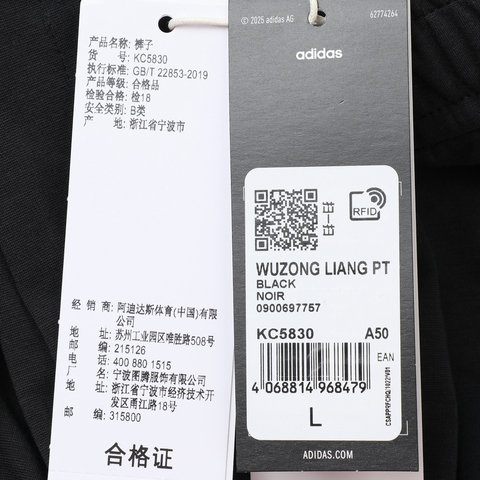 产品名称: 裤子
货 号: KC5830
执行标准: GB/T 22853-2019
产品等级: 合格品
检验合格: 检18
安全类别: B类
产 地: 浙江省宁波市
经 销 商: 阿迪达斯体育(中国)有限
公司
地 址: 苏州工业园区唯胜路508号
邮 编: 215126
电 话: 400 880 1515
厂 名: 宁波图腾服饰有限公司
地 址: 浙江省宁波市经济技术开
发区甬江路18号
邮 编: 315800
合格证
© 2025 adidas AG
62774264
adidas
RFID
WUZONG LIANG PT
BLACK
NOIR
0900697757
KC5830 A50
EAN
4 068814 968479
L
ADIDAS.COM